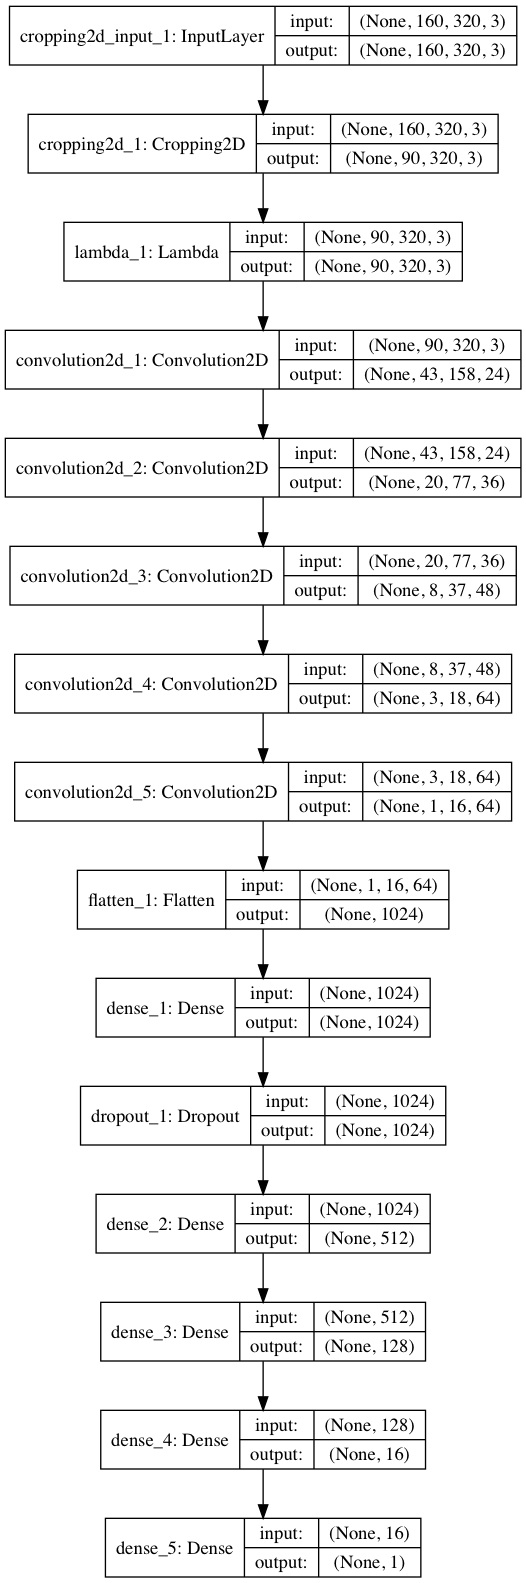 cropping2d_input_1: InputLayer
input: (None, 160, 320, 3)
output: (None, 160, 320, 3)
cropping2d_1: Cropping2D
input: (None, 160, 320, 3)
output: (None, 90, 320, 3)
lambda_1: Lambda
input: (None, 90, 320, 3)
output: (None, 90, 320, 3)
convolution2d_1: Convolution2D
input: (None, 90, 320, 3)
output: (None, 43, 158, 24)
convolution2d_2: Convolution2D
input: (None, 43, 158, 24)
output: (None, 20, 77, 36)
convolution2d_3: Convolution2D
input: (None, 20, 77, 36)
output: (None, 8, 37, 48)
convolution2d_4: Convolution2D
input: (None, 8, 37, 48)
output: (None, 3, 18, 64)
convolution2d_5: Convolution2D
input: (None, 3, 18, 64)
output: (None, 1, 16, 64)
flatten_1: Flatten
input: (None, 1, 16, 64)
output: (None, 1024)
dense_1: Dense
input: (None, 1024)
output: (None, 1024)
dropout_1: Dropout
input: (None, 1024)
output: (None, 1024)
dense_2: Dense
input: (None, 1024)
output: (None, 512)
dense_3: Dense
input: (None, 512)
output: (None, 128)
dense_4: Dense
input: (None, 128)
output: (None, 16)
dense_5: Dense
input: (None, 16)
output: (None, 1)